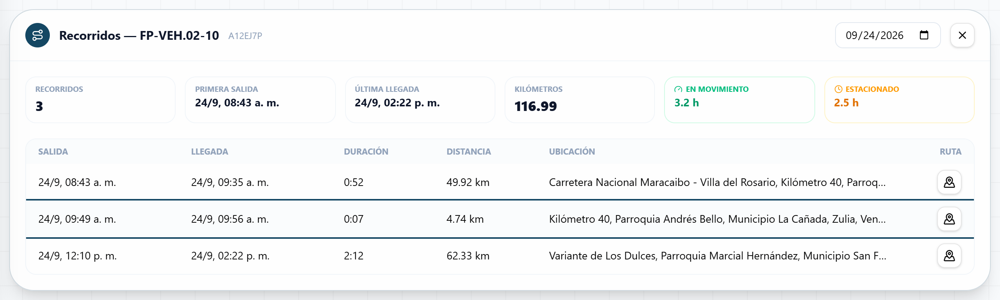 Recorridos — FP-VEH.02-10 A12EJ7P 09/24/2026
RECORRIDOS
3
PRIMERA SALIDA
24/9, 08:43 a. m.
ÚLTIMA LLEGADA
24/9, 02:22 p. m.
KILÓMETROS
116.99
EN MOVIMIENTO
3.2 h
ESTACIONADO
2.5 h
SALIDA LLEGADA DURACIÓN DISTANCIA UBICACIÓN RUTA
24/9, 08:43 a. m. 24/9, 09:35 a. m. 0:52 49.92 km Carretera Nacional Maracaibo - Villa del Rosario, Kilómetro 40, Parroq...
24/9, 09:49 a. m. 24/9, 09:56 a. m. 0:07 4.74 km Kilómetro 40, Parroquia Andrés Bello, Municipio La Cañada, Zulia, Ven...
24/9, 12:10 p. m. 24/9, 02:22 p. m. 2:12 62.33 km Variante de Los Dulces, Parroquia Marcial Hernández, Municipio San F...